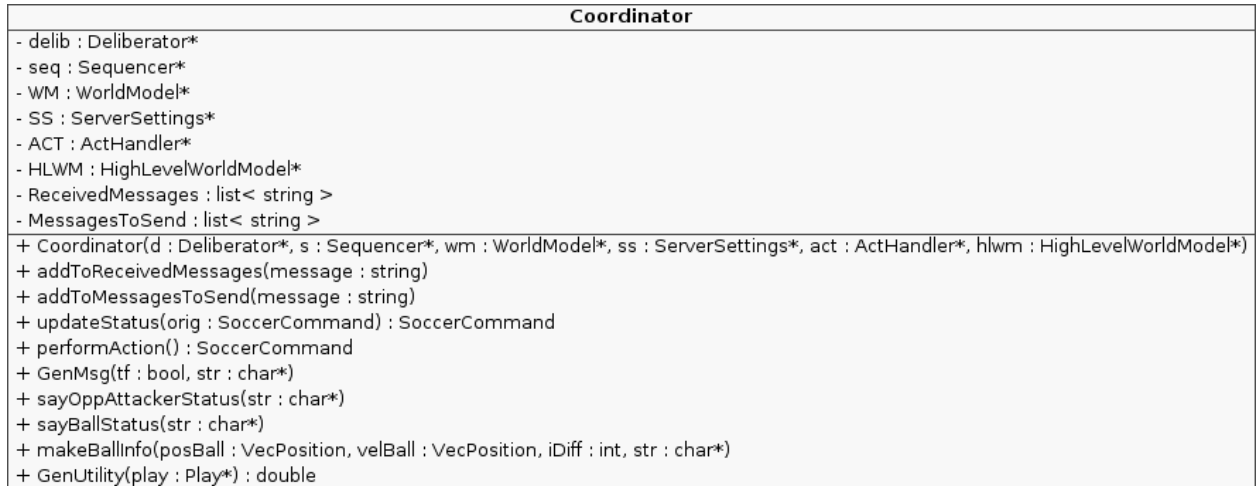 Coordinator
- delib : Deliberator*
- seq : Sequencer*
- WM : WorldModel*
- SS : ServerSettings*
- ACT : ActHandler*
- HLWM : HighLevelWorldModel*
- ReceivedMessages : list< string >
- MessagesToSend : list< string >
+ Coordinator(d : Deliberator*, s : Sequencer*, wm : WorldModel*, ss : ServerSettings*, act : ActHandler*, hlwm : HighLevelWorldModel*)
+ addToReceivedMessages(message : string)
+ addToMessagesToSend(message : string)
+ updateStatus(orig : SoccerCommand) : SoccerCommand
+ performAction() : SoccerCommand
+ GenMsg(tf : bool, str : char*)
+ sayOppAttackerStatus(str : char*)
+ sayBallStatus(str : char*)
+ makeBallInfo(posBall : VecPosition, velBall : VecPosition, iDiff : int, str : char*)
+ GenUtility(play : Play*) : double